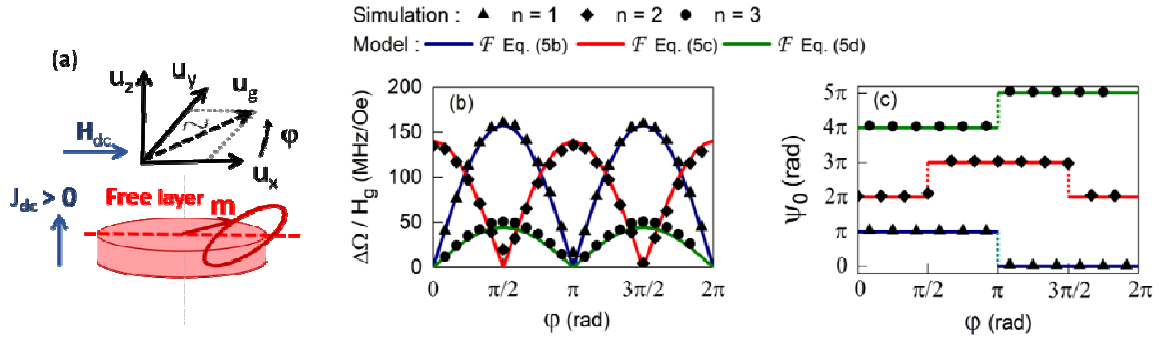 Simulation : ▲ n = 1 ◆ n = 2 ● n = 3
Model : ℱ Eq. (5b) ℱ Eq. (5c) ℱ Eq. (5d)
(a)
u_z
u_y
u_g
H_dc
φ
u_x
J_dc > 0
Free layer
m
(b)
ΔΩ / H_g (MHz/Oe)
200
150
100
50
0
0 π/2 π 3π/2 2π
φ (rad)
(c)
ψ_0 (rad)
5π
4π
3π
2π
π
0
0 π/2 π 3π/2 2π
φ (rad)